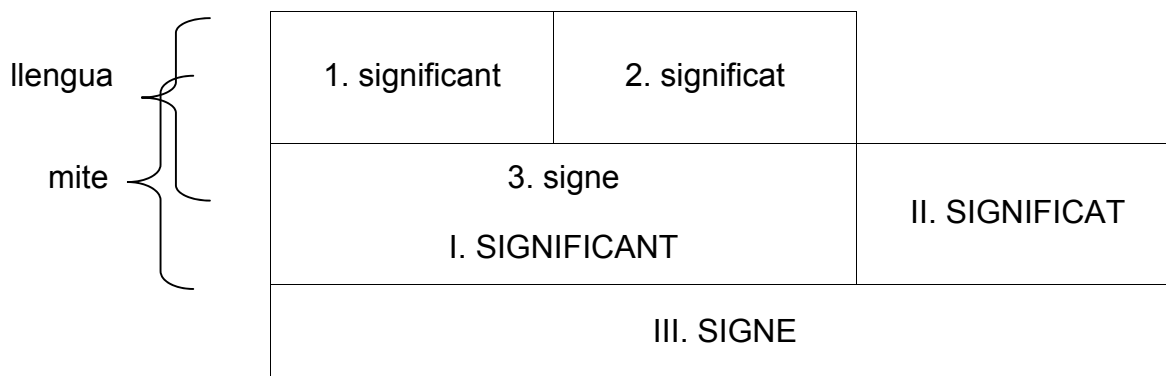 llengua
1. significant
2. significat
mite
3. signe
I. SIGNIFICANT
II. SIGNIFICAT
III. SIGNE